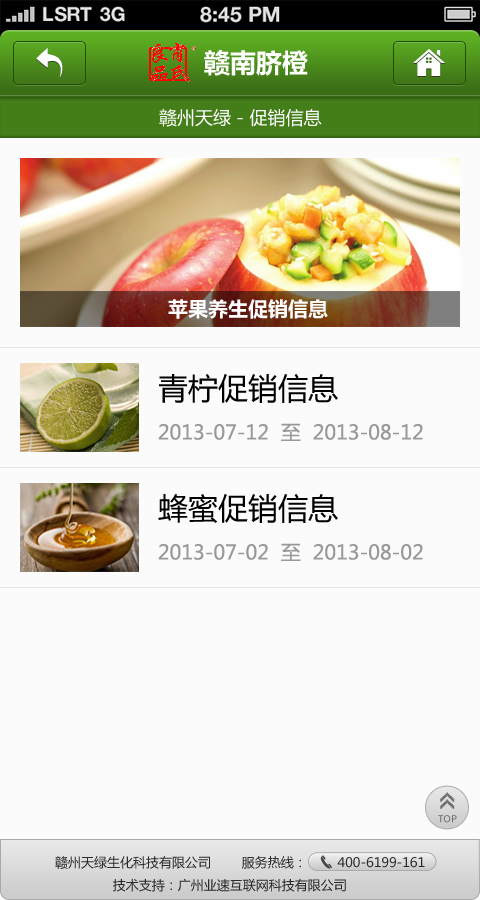 LSRT 3G 8:45 PM
赣南脐橙
赣州天绿 - 促销信息
苹果养生促销信息
青柠促销信息
2013-07-12 至 2013-08-12
蜂蜜促销信息
2013-07-02 至 2013-08-02
TOP
赣州天绿生化科技有限公司 服务热线： 400-6199-161
技术支持：广州业速互联网科技有限公司